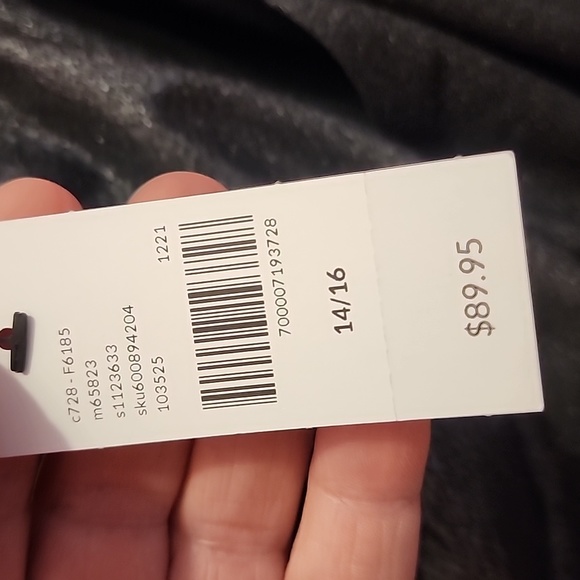 c728 - F6185
m65823
s1123633
sku600894204
103525 1221
700007193728
14/16
$89.95